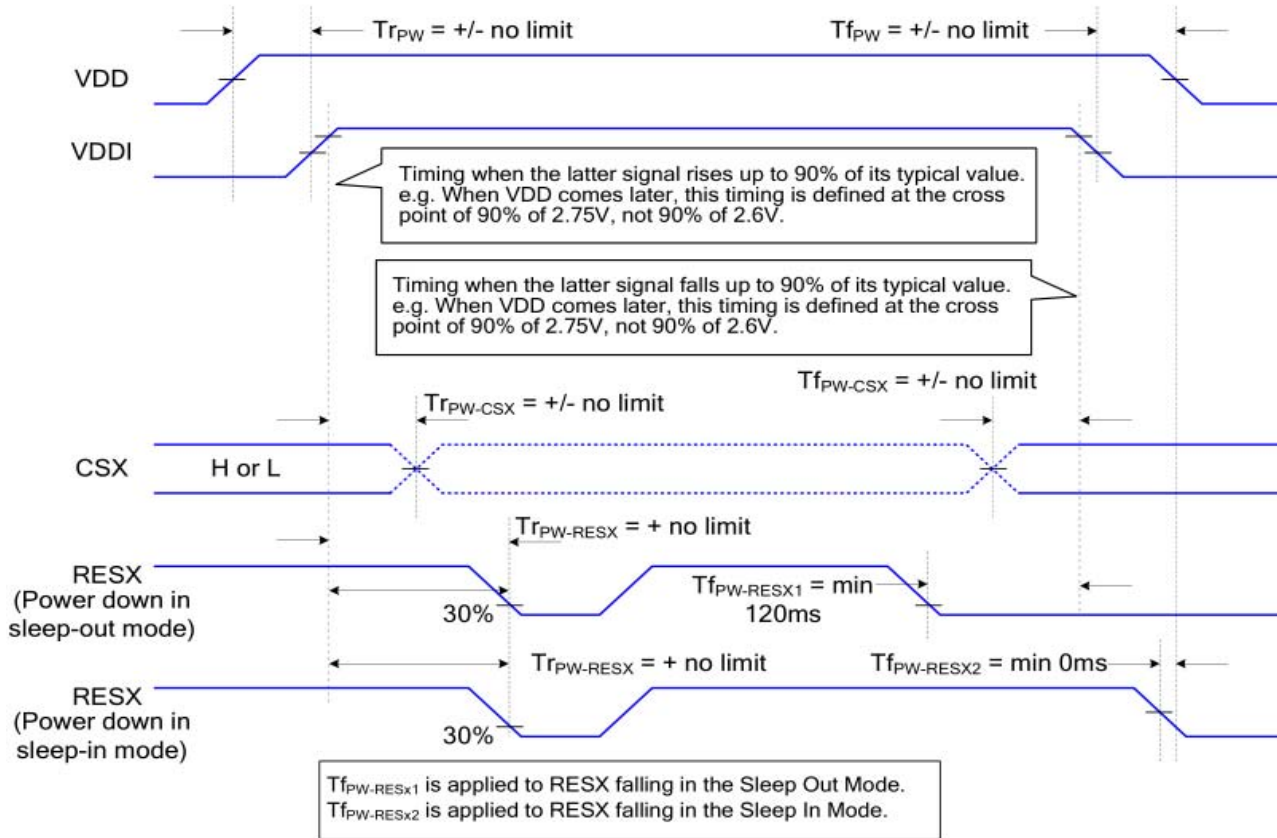 TrPW = +/- no limit
TfPW = +/- no limit
VDD
VDDI
Timing when the latter signal rises up to 90% of its typical value.
e.g. When VDD comes later, this timing is defined at the cross
point of 90% of 2.75V, not 90% of 2.6V.
Timing when the latter signal falls up to 90% of its typical value.
e.g. When VDD comes later, this timing is defined at the cross
point of 90% of 2.75V, not 90% of 2.6V.
TfPW-CSX = +/- no limit
TrPW-CSX = +/- no limit
CSX
H or L
TrPW-RESX = + no limit
RESX
(Power down in
sleep-out mode)
30%
TfPW-RESX1 = min
120ms
TrPW-RESX = + no limit
TfPW-RESX2 = min 0ms
RESX
(Power down in
sleep-in mode)
30%
TfPW-RESx1 is applied to RESX falling in the Sleep Out Mode.
TfPW-RESx2 is applied to RESX falling in the Sleep In Mode.